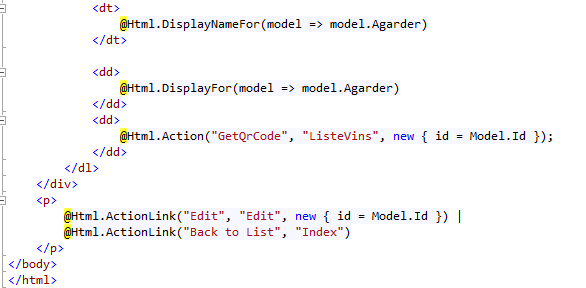 <dt>
@Html.DisplayNameFor(model => model.Agarder)
</dt>
<dd>
@Html.DisplayFor(model => model.Agarder)
</dd>
<dd>
@Html.Action("GetQrCode", "ListeVins", new { id = Model.Id });
</dd>
</dl>
</div>
<p>
@Html.ActionLink("Edit", "Edit", new { id = Model.Id }) |
@Html.ActionLink("Back to List", "Index")
</p>
</body>
</html>